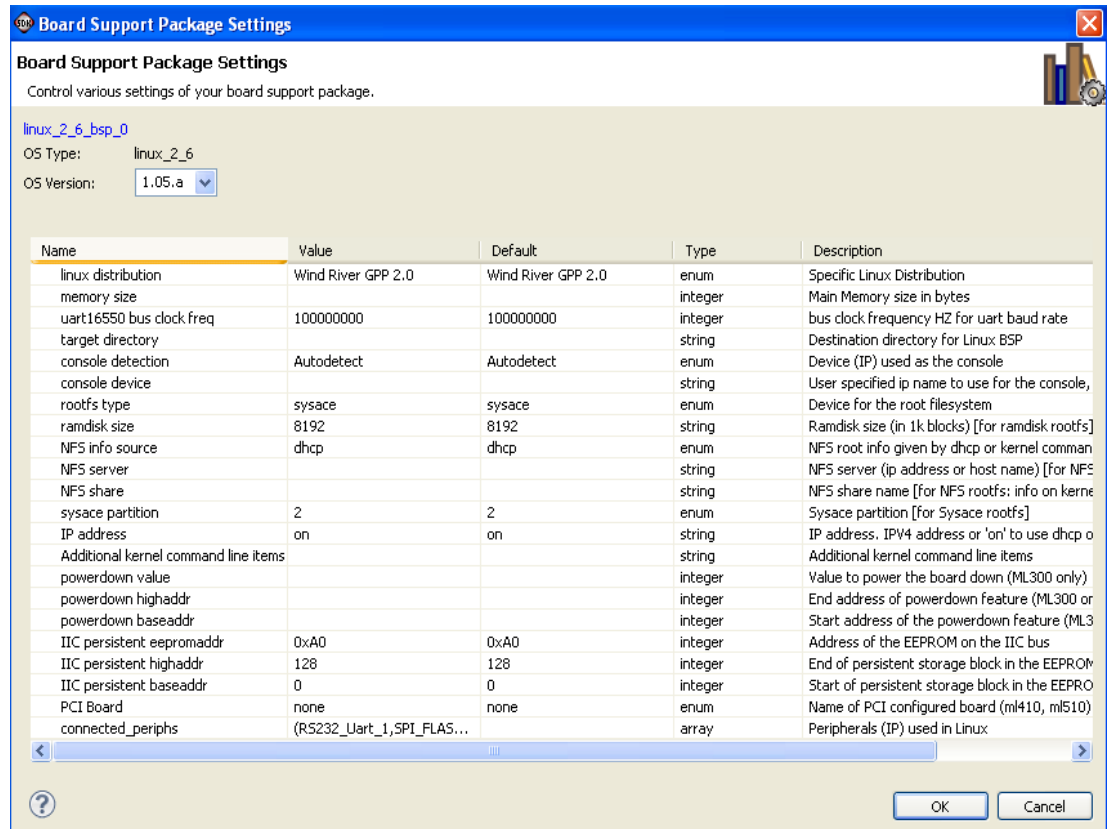 SDK Board Support Package Settings
Board Support Package Settings
Control various settings of your board support package.
linux_2_6_bsp_0
OS Type: linux_2_6
OS Version: 1.05.a
Name Value Default Type Description
linux distribution Wind River GPP 2.0 Wind River GPP 2.0 enum Specific Linux Distribution
memory size integer Main Memory size in bytes
uart16550 bus clock freq 100000000 100000000 integer bus clock frequency HZ for uart baud rate
target directory string Destination directory for Linux BSP
console detection Autodetect Autodetect enum Device (IP) used as the console
console device string User specified ip name to use for the console,
rootfs type sysace sysace enum Device for the root filesystem
ramdisk size 8192 8192 string Ramdisk size (in 1k blocks) [for ramdisk rootfs]
NFS info source dhcp dhcp enum NFS root info given by dhcp or kernel comman
NFS server string NFS server (ip address or host name) [for NFS
NFS share string NFS share name [for NFS rootfs: info on kerne
sysace partition 2 2 enum Sysace partition [for Sysace rootfs]
IP address on on string IP address. IPV4 address or 'on' to use dhcp o
Additional kernel command line items string Additional kernel command line items
powerdown value integer Value to power the board down (ML300 only)
powerdown highaddr integer End address of powerdown feature (ML300 or
powerdown baseaddr integer Start address of the powerdown feature (ML3
IIC persistent eepromaddr 0xA0 0xA0 integer Address of the EEPROM on the IIC bus
IIC persistent highaddr 128 128 integer End of persistent storage block in the EEPROM
IIC persistent baseaddr 0 0 integer Start of persistent storage block in the EEPRO
PCI Board none none enum Name of PCI configured board (ml410, ml510)
connected_periphs (RS232_Uart_1,SPI_FLAS... array Peripherals (IP) used in Linux
? OK Cancel